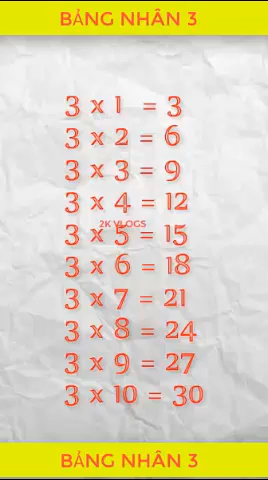 BẢNG NHÂN 3
3 x 1 = 3
3 x 2 = 6
3 x 3 = 9
3 x 4 = 12
2K VLOGS
3 x 5 = 15
3 x 6 = 18
3 x 7 = 21
3 x 8 = 24
3 x 9 = 27
3 x 10 = 30
BẢNG NHÂN 3